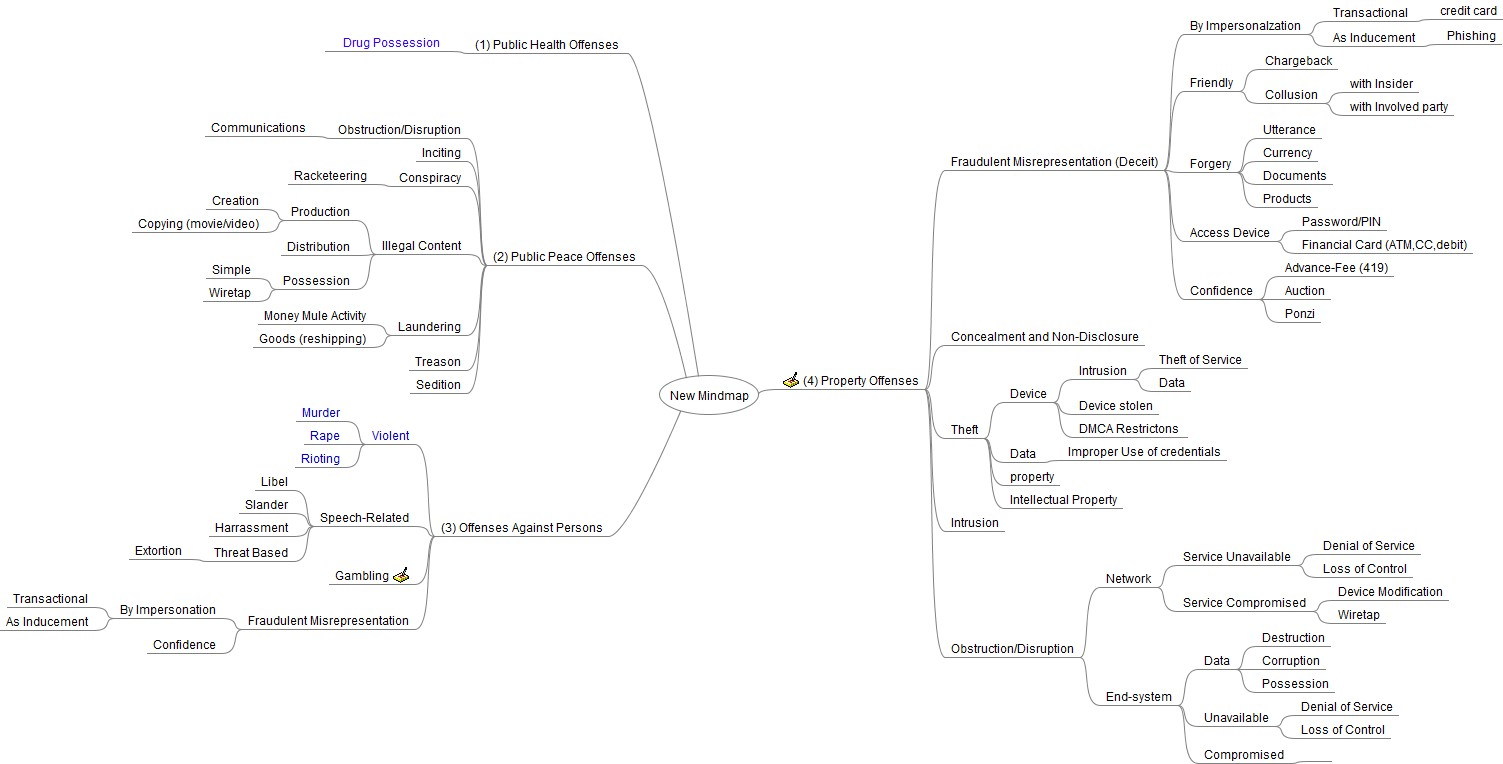 Drug Possession
(1) Public Health Offenses
Communications
Obstruction/Disruption
Inciting
Racketeering
Conspiracy
Creation
Copying (movie/video)
Production
Distribution
Illegal Content
Simple
Wiretap
Possession
(2) Public Peace Offenses
Money Mule Activity
Goods (reshipping)
Laundering
Treason
Sedition
Murder
Rape
Rioting
Violent
Libel
Slander
Harrassment
Extortion
Threat Based
Speech-Related
(3) Offenses Against Persons
Gambling
Transactional
As Inducement
By Impersonation
Confidence
Fraudulent Misrepresentation
New Mindmap
(4) Property Offenses
Fraudulent Misrepresentation (Deceit)
By Impersonalzation
Transactional
credit card
As Inducement
Phishing
Friendly
Chargeback
Collusion
with Insider
with Involved party
Forgery
Utterance
Currency
Documents
Products
Access Device
Password/PIN
Financial Card (ATM,CC,debit)
Confidence
Advance-Fee (419)
Auction
Ponzi
Concealment and Non-Disclosure
Theft
Device
Intrusion
Theft of Service
Data
Device stolen
DMCA Restrictons
Data
Improper Use of credentials
property
Intellectual Property
Intrusion
Obstruction/Disruption
Network
Service Unavailable
Denial of Service
Loss of Control
Service Compromised
Device Modification
Wiretap
End-system
Data
Destruction
Corruption
Possession
Unavailable
Denial of Service
Loss of Control
Compromised